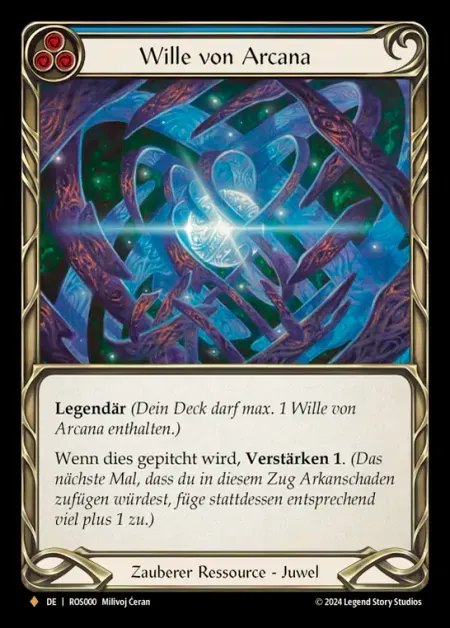 Wille von Arcana
Legendär (Dein Deck darf max. 1 Wille von
Arcana enthalten.)
Wenn dies gepitcht wird, Verstärken 1. (Das
nächste Mal, dass du in diesem Zug Arkanschaden
zufügen würdest, füge stattdessen entsprechend
viel plus 1 zu.)
Zauberer Ressource - Juwel
DE | ROS000 Milivoj Ćeran
© 2024 Legend Story Studios